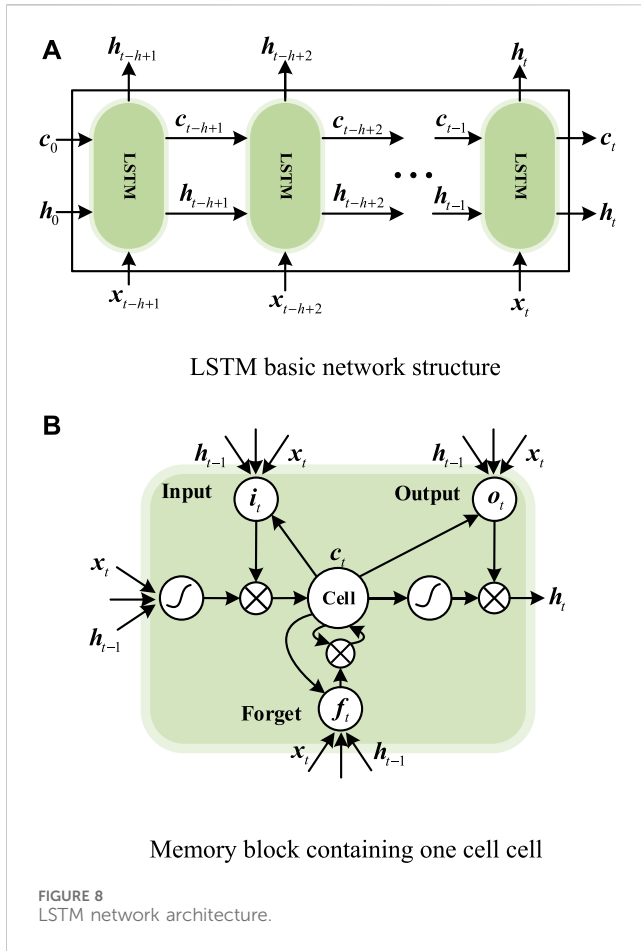 A
h_{t-h+1} h_{t-h+2} h_t
c_0 c_{t-h+1} c_{t-h+2} c_{t-1} c_t
LSTM LSTM ... LSTM
h_0 h_{t-h+1} h_{t-h+2} h_{t-1} h_t
x_{t-h+1} x_{t-h+2} x_t
LSTM basic network structure
B
h_{t-1} x_t h_{t-1} x_t
Input i_t Output o_t
c_t
x_t Cell h_t
h_{t-1}
Forget f_t
x_t h_{t-1}
Memory block containing one cell cell
FIGURE 8
LSTM network architecture.